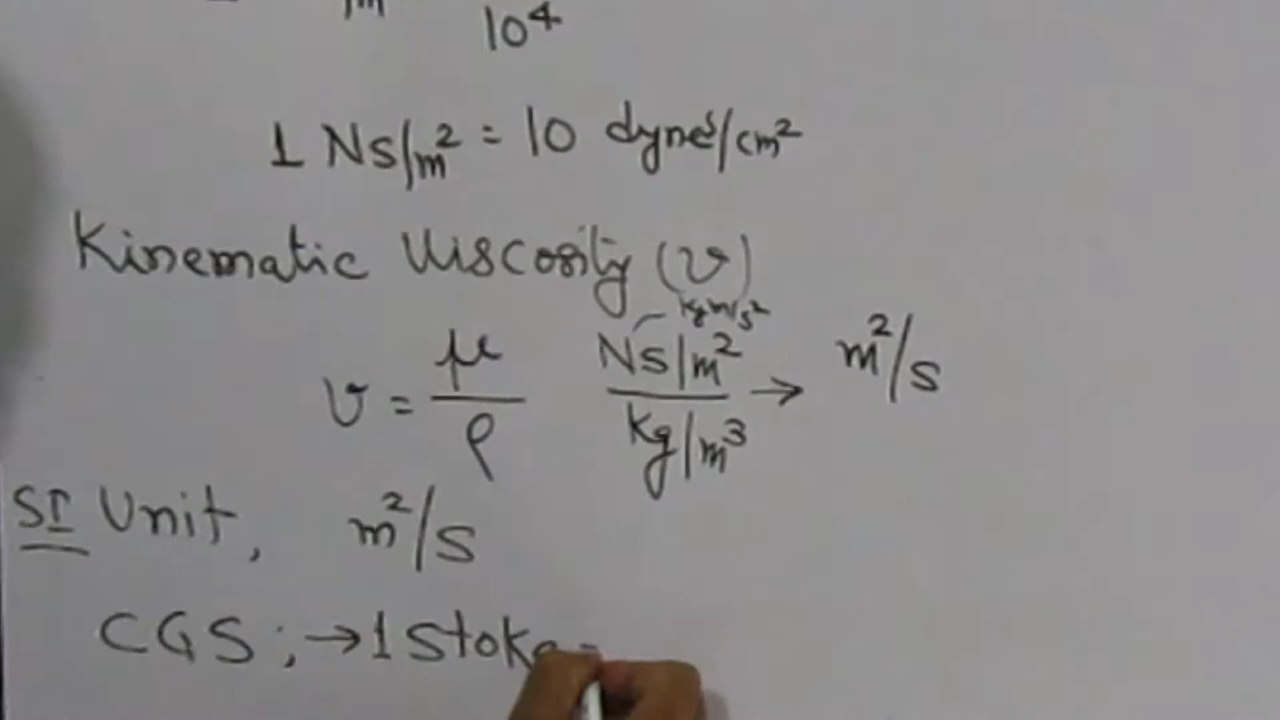 10⁴
1 Ns/m² = 10 dyne s/cm²
Kinematic Viscosity (ν)
kg m/s²
ν = μ/ρ Ns/m² / kg/m³ → m²/s
SI Unit, m²/s
CGS ; → 1 Stoke =